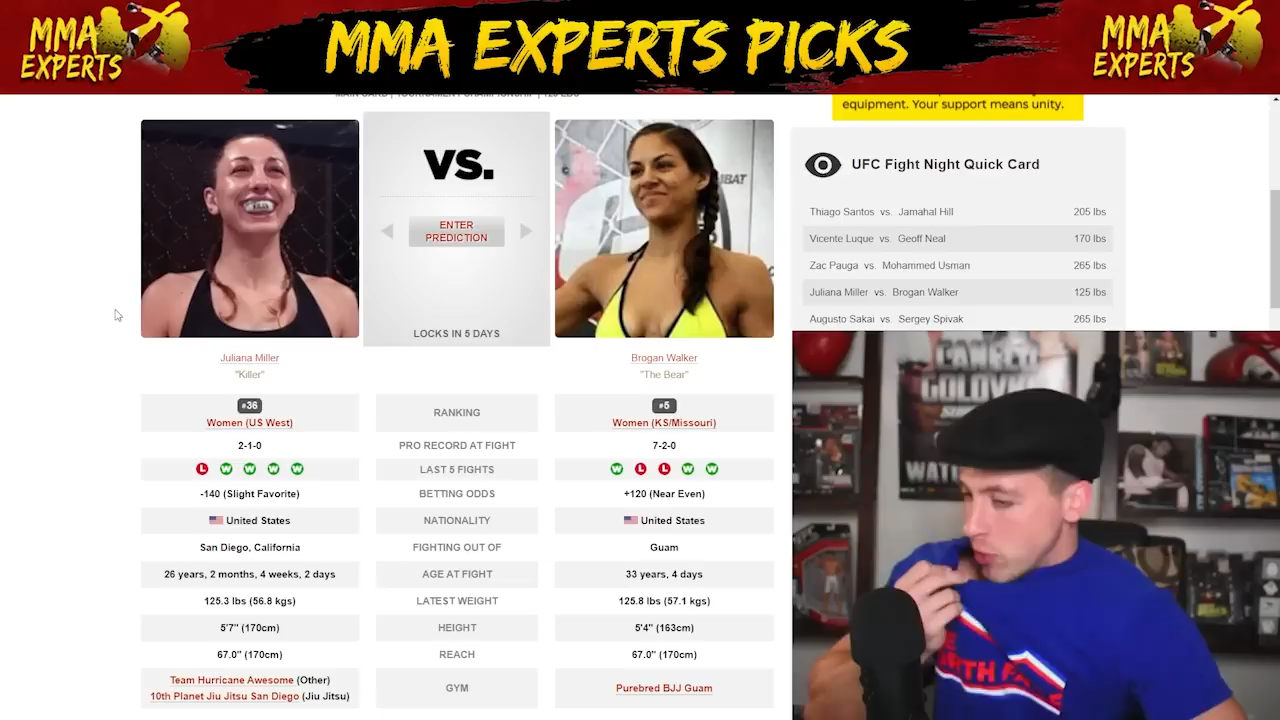 MMA EXPERTS
MMA EXPERTS PICKS
MMA EXPERTS
MAIN CARD | TOURNAMENT CHAMPIONSHIP | 125 LBS
equipment. Your support means unity.
VS.
ENTER PREDICTION
LOCKS IN 5 DAYS
UFC Fight Night Quick Card
Thiago Santos vs. Jamahal Hill 205 lbs
Vicente Luque vs. Geoff Neal 170 lbs
Zac Pauga vs. Mohammed Usman 265 lbs
Juliana Miller vs. Brogan Walker 125 lbs
Augusto Sakai vs. Sergey Spivak 265 lbs
Juliana Miller Brogan Walker
"Killer" "The Bear"
#36 RANKING #5
Women (US West) Women (KS/Missouri)
2-1-0 PRO RECORD AT FIGHT 7-2-0
L W W W W LAST 5 FIGHTS W L L W W
-140 (Slight Favorite) BETTING ODDS +120 (Near Even)
United States NATIONALITY United States
San Diego, California FIGHTING OUT OF Guam
26 years, 2 months, 4 weeks, 2 days AGE AT FIGHT 33 years, 4 days
125.3 lbs (56.8 kgs) LATEST WEIGHT 125.8 lbs (57.1 kgs)
5'7" (170cm) HEIGHT 5'4" (163cm)
67.0" (170cm) REACH 67.0" (170cm)
Team Hurricane Awesome (Other)
10th Planet Jiu Jitsu San Diego (Jiu Jitsu) GYM Purebred BJJ Guam
CANELO
GOLOVKIN